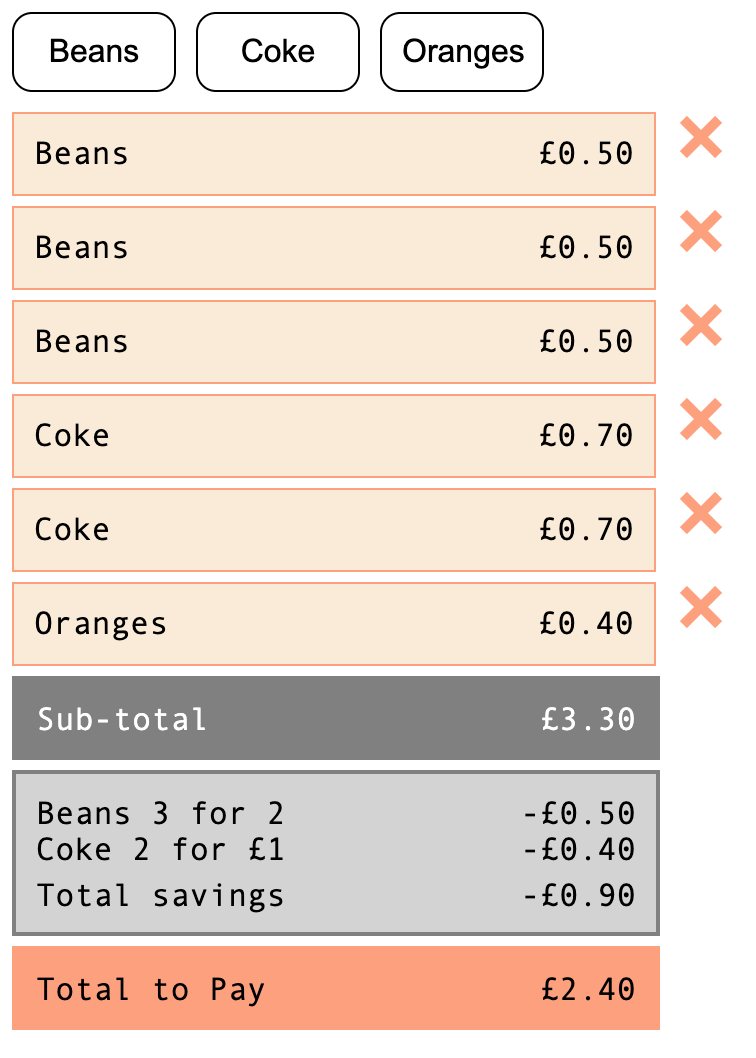 Beans Coke Oranges
Beans £0.50
Beans £0.50
Beans £0.50
Coke £0.70
Coke £0.70
Oranges £0.40
Sub-total £3.30
Beans 3 for 2 -£0.50
Coke 2 for £1 -£0.40
Total savings -£0.90
Total to Pay £2.40